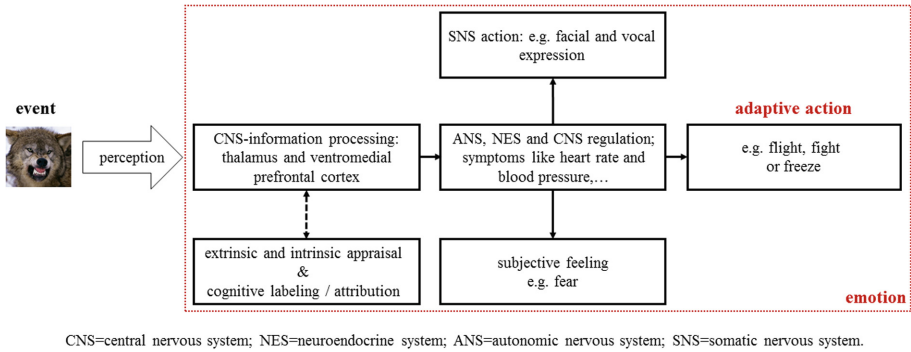 SNS action: e.g. facial and vocal
expression
event
adaptive action
perception
CNS-information processing:
thalamus and ventromedial
prefrontal cortex
ANS, NES and CNS regulation;
symptoms like heart rate and
blood pressure,...
e.g. flight, fight
or freeze
extrinsic and intrinsic appraisal
&
cognitive labeling / attribution
subjective feeling
e.g. fear
emotion
CNS=central nervous system; NES=neuroendocrine system; ANS=autonomic nervous system; SNS=somatic nervous system.